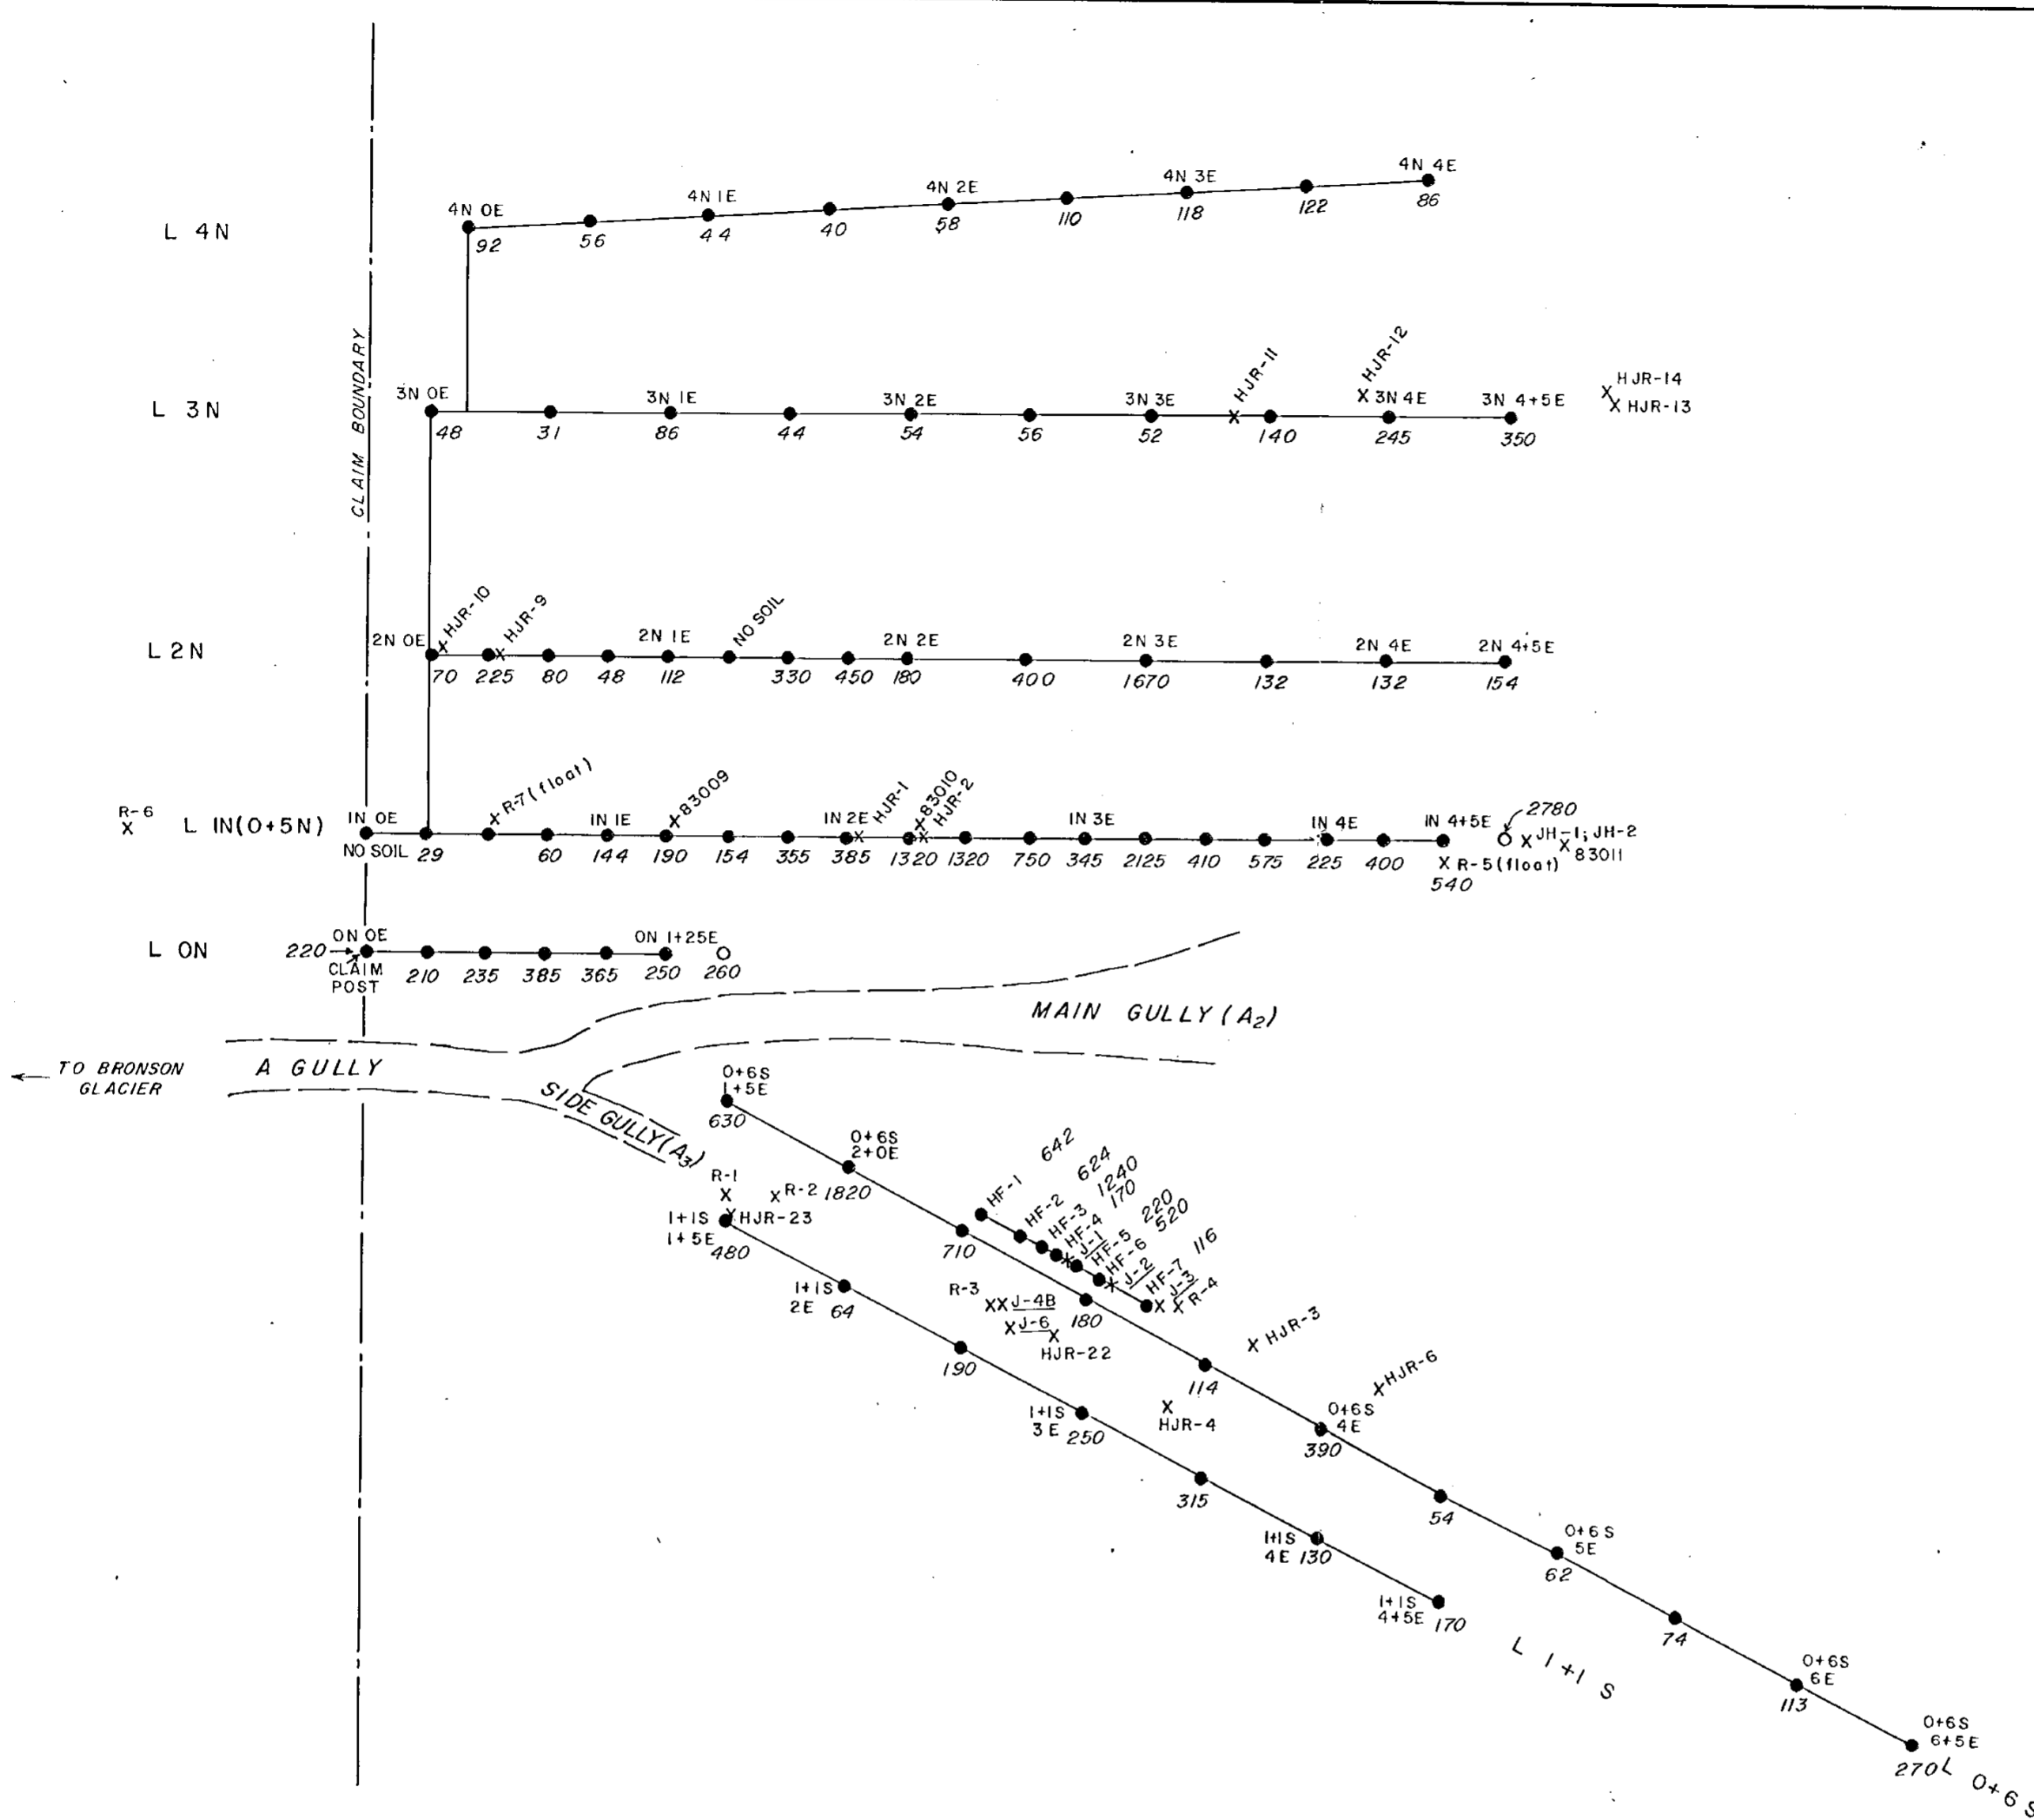 4N 4E
4N 3E
4N 2E
4N 1E
4N 0E
L 4N
92 56 44 40 58 110 118 122 86
CLAIM BOUNDARY
HJR-11
HJR-12
HJR-14
HJR-13
L 3N
3N 0E 3N 1E 3N 2E 3N 3E 3N 4E 3N 4+5E
48 31 86 44 54 56 52 140 245 350
HJR-10
HJR-9
NO SOIL
L 2N
2N 0E 2N 1E 2N 2E 2N 3E 2N 4E 2N 4+5E
70 225 80 48 112 330 450 180 400 1670 132 132 154
R-7 (float)
83009
HJR-1
83010
HJR-2
2780
R-6
X
L 1N(0+5N)
1N 0E 1N 1E 1N 2E 1N 3E 1N 4E 1N 4+5E
X JH-1; JH-2
X 83011
NO SOIL 29 60 144 190 154 355 385 1320 1320 750 345 2125 410 575 225 400
X R-5 (float)
540
L 0N
0N 0E 0N 1+25E
220
CLAIM
POST
210 235 385 365 250 260
MAIN GULLY (A2)
TO BRONSON
GLACIER
A GULLY
SIDE GULLY (A3)
0+6S
1+5E
630
0+6S
2+0E
1820
R-1
X
X R-2
X HJR-23
1+1S
1+5E
480
HF-1 642
HF-2 624
HF-3 1240
HF-4 170
J-1
HF-5 220
HF-6 520
J-2
HF-7 116
J-3
R-4
710
1+1S
2E 64
R-3
XX J-4B
X J-6
X
HJR-22
180
X HJR-3
190
114
X HJR-6
X
HJR-4
1+1S
3E 250
0+6S
4E
390
315
54
1+1S
4E 130
0+6S
5E
62
1+1S
4+5E 170
74
L 1+1 S
0+6S
6E
113
0+6S
6+5E
270
L 0+6 S